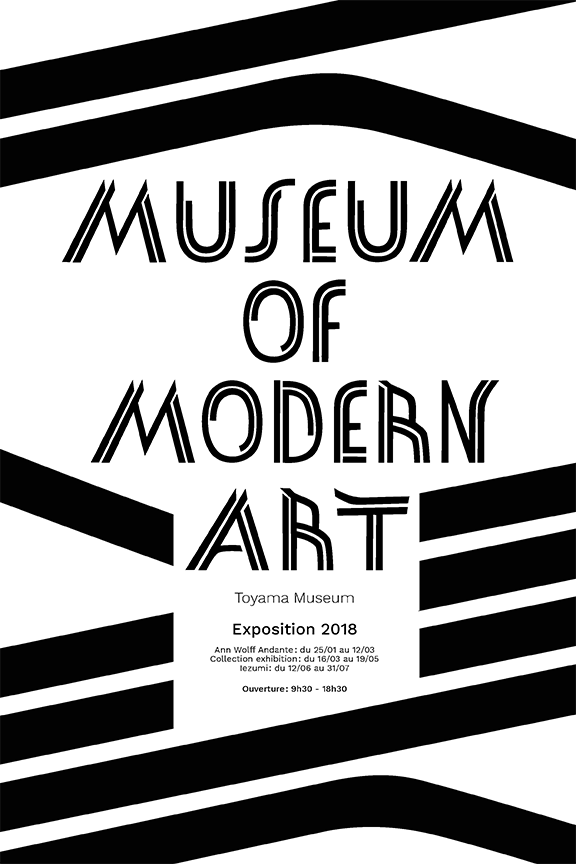 MUSEUM
OF
MODERN
ART
Toyama Museum
Exposition 2018
Ann Wolff Andante: du 25/01 au 12/03
Collection exhibition: du 16/03 au 19/05
Iezumi: du 12/06 au 31/07
Ouverture: 9h30 - 18h30